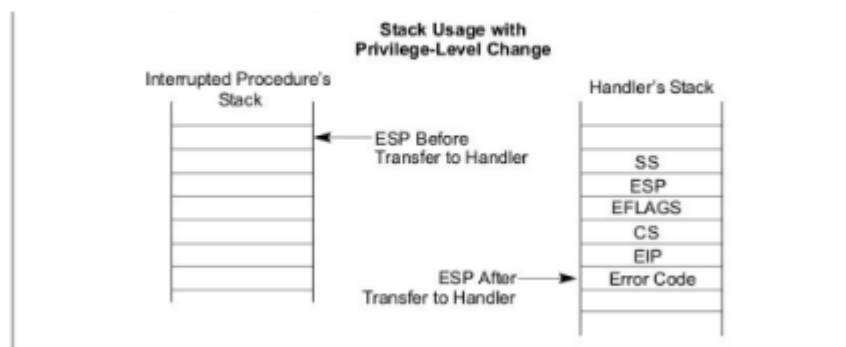 Stack Usage with
Privilege-Level Change
Interrupted Procedure's
Stack
Handler's Stack
ESP Before
Transfer to Handler
SS
ESP
EFLAGS
CS
EIP
ESP After
Transfer to Handler
Error Code